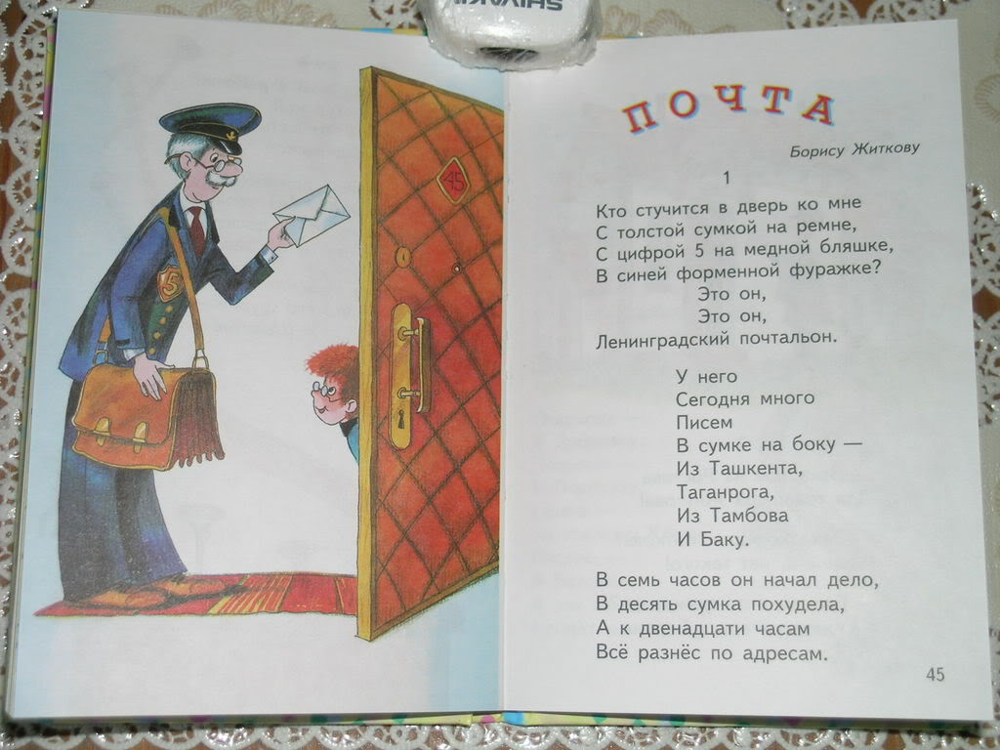 SHIVAKI
45
5
ПОЧТА
Борису Житкову
1
Кто стучится в дверь ко мне
С толстой сумкой на ремне,
С цифрой 5 на медной бляшке,
В синей форменной фуражке?
Это он,
Это он,
Ленинградский почтальон.
У него
Сегодня много
Писем
В сумке на боку —
Из Ташкента,
Таганрога,
Из Тамбова
И Баку.
В семь часов он начал дело,
В десять сумка похудела,
А к двенадцати часам
Всё разнёс по адресам.
45